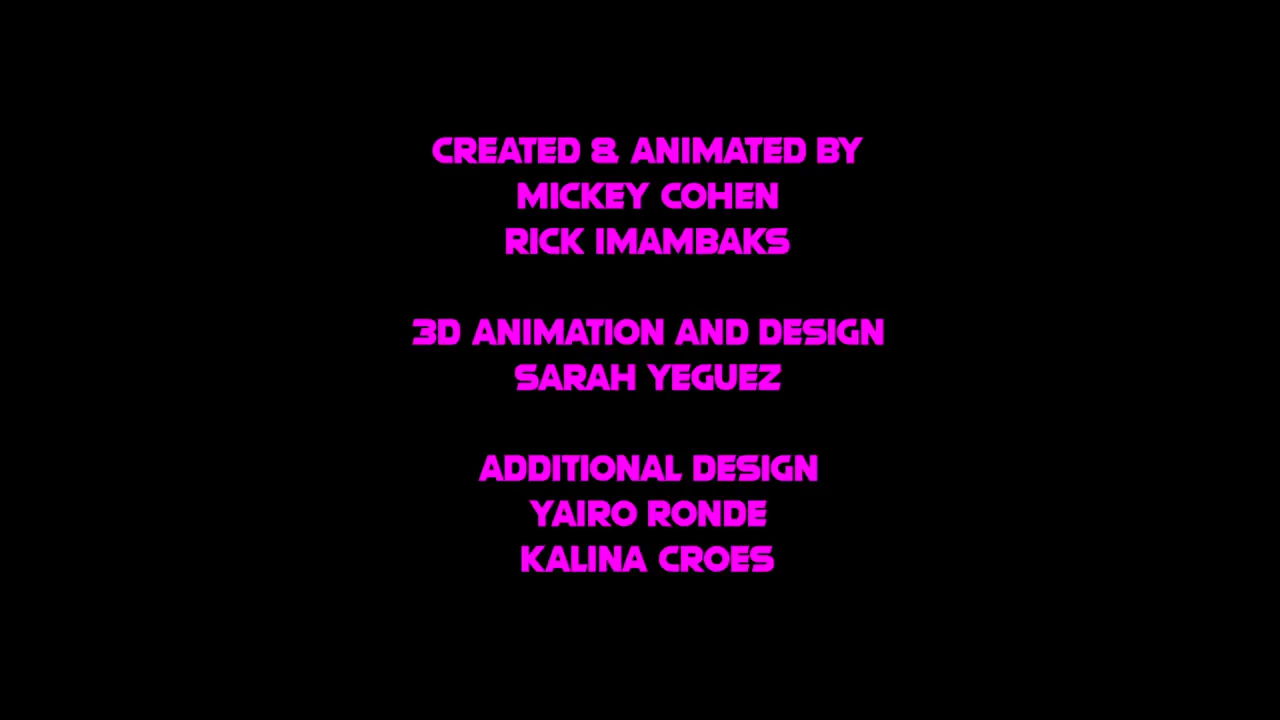 CREATED & ANIMATED BY
MICKEY COHEN
RICK IMAMBAKS
3D ANIMATION AND DESIGN
SARAH YEGUEZ
ADDITIONAL DESIGN
YAIRO RONDE
KALINA CROES